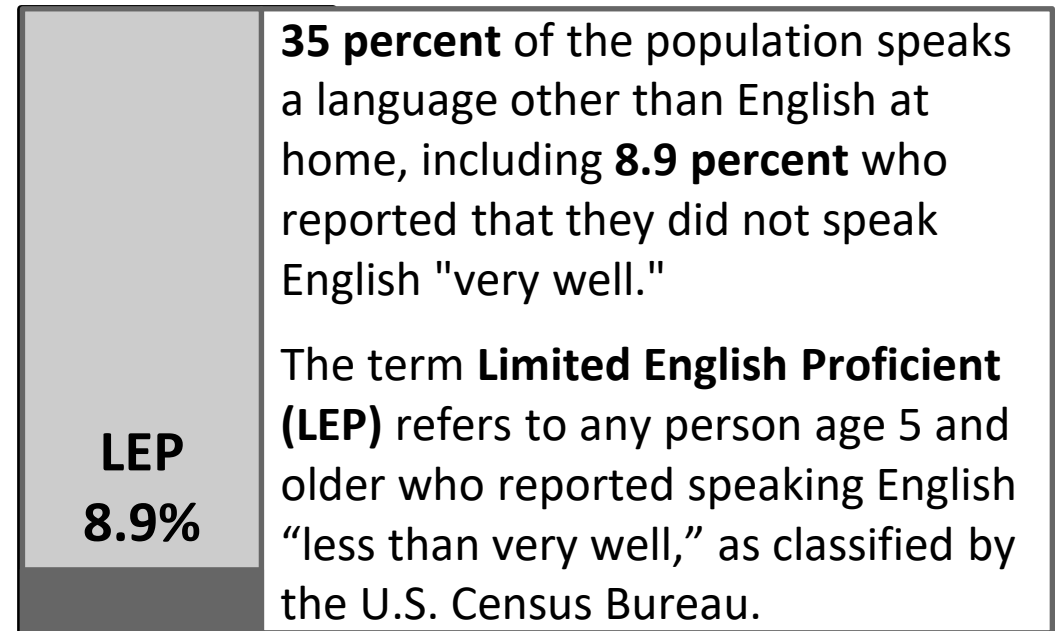 LEP
8.9%
35 percent of the population speaks
a language other than English at
home, including 8.9 percent who
reported that they did not speak
English "very well."
The term Limited English Proficient
(LEP) refers to any person age 5 and
older who reported speaking English
“less than very well,” as classified by
the U.S. Census Bureau.